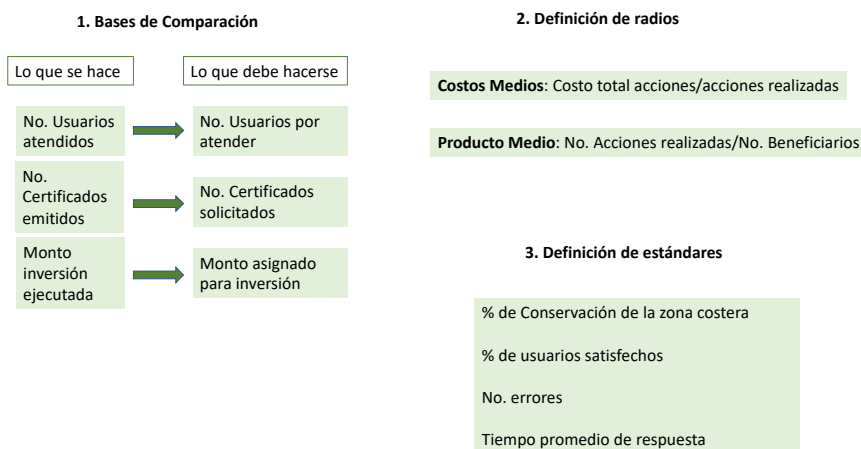 1. Bases de Comparación
Lo que se hace
Lo que debe hacerse
No. Usuarios
atendidos
No. Usuarios por
atender
No.
Certificados
emitidos
No. Certificados
solicitados
Monto
inversión
ejecutada
Monto asignado
para inversión
2. Definición de radios
Costos Medios: Costo total acciones/acciones realizadas
Producto Medio: No. Acciones realizadas/No. Beneficiarios
3. Definición de estándares
% de Conservación de la zona costera
% de usuarios satisfechos
No. errores
Tiempo promedio de respuesta